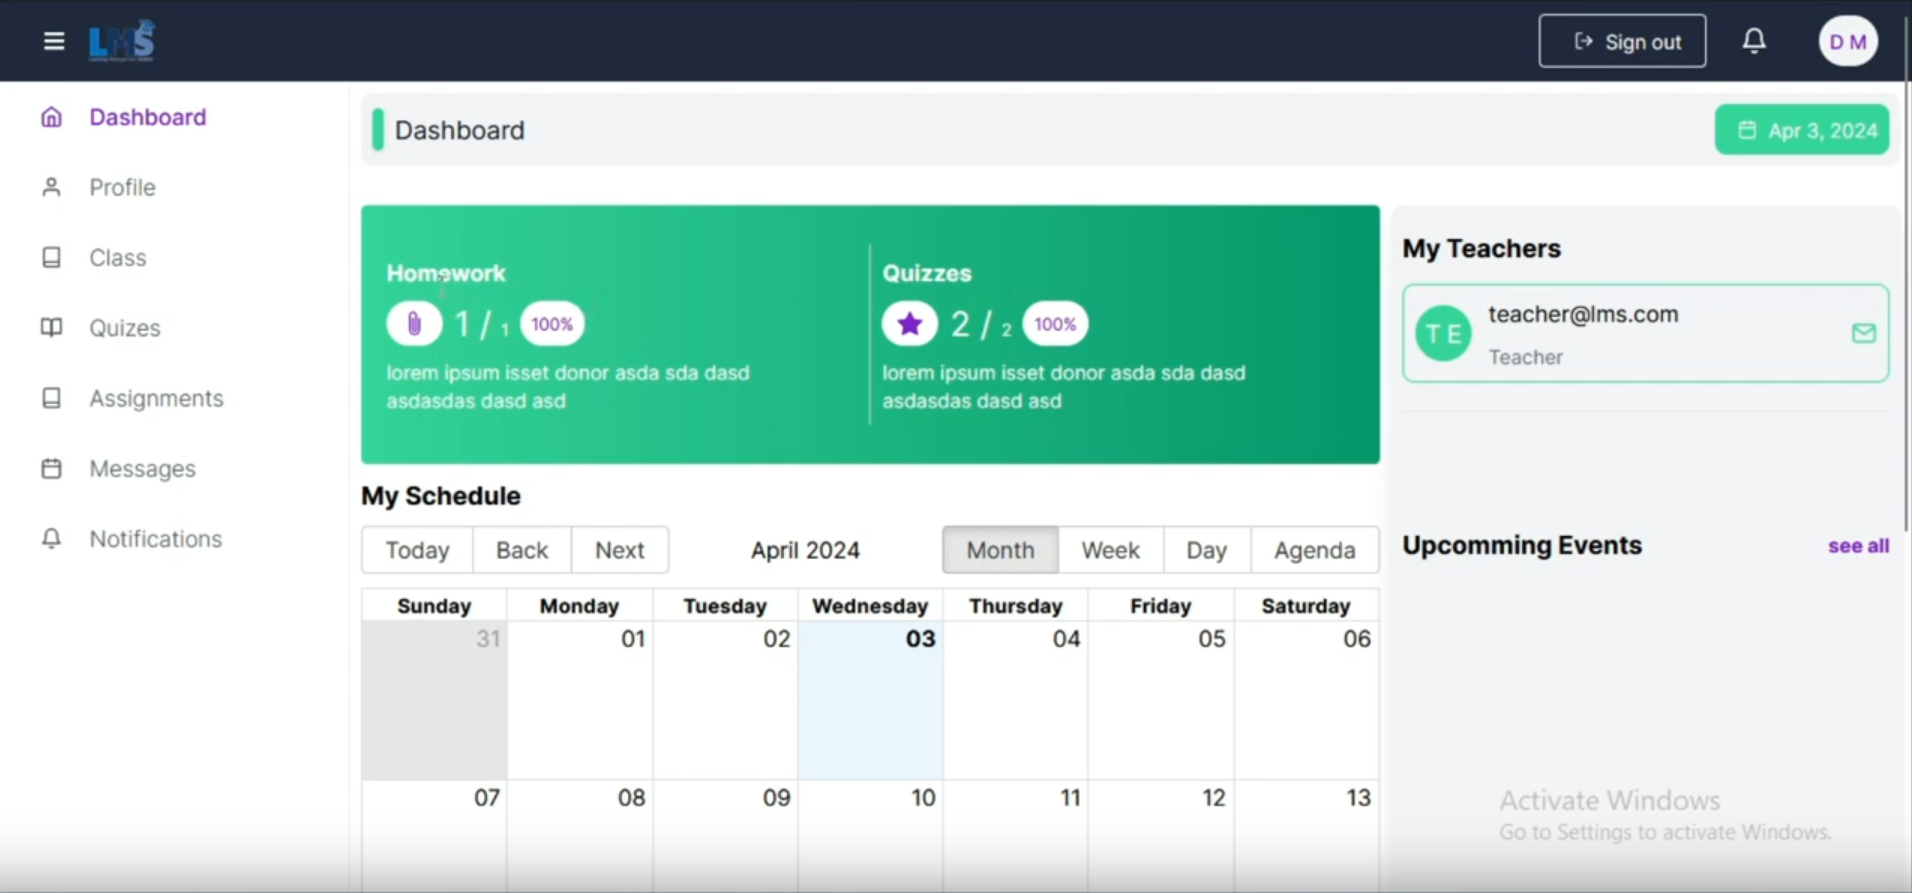 LMS
Sign out
D M
Dashboard
Profile
Class
Quizes
Assignments
Messages
Notifications
Dashboard
Apr 3, 2024
Homework
1 / 1 100%
lorem ipsum isset donor asda sda dasd
asdasdas dasd asd
Quizzes
2 / 2 100%
lorem ipsum isset donor asda sda dasd
asdasdas dasd asd
My Teachers
T E
teacher@lms.com
Teacher
My Schedule
Today Back Next April 2024 Month Week Day Agenda
Sunday Monday Tuesday Wednesday Thursday Friday Saturday
31 01 02 03 04 05 06
07 08 09 10 11 12 13
Upcomming Events see all
Activate Windows
Go to Settings to activate Windows.